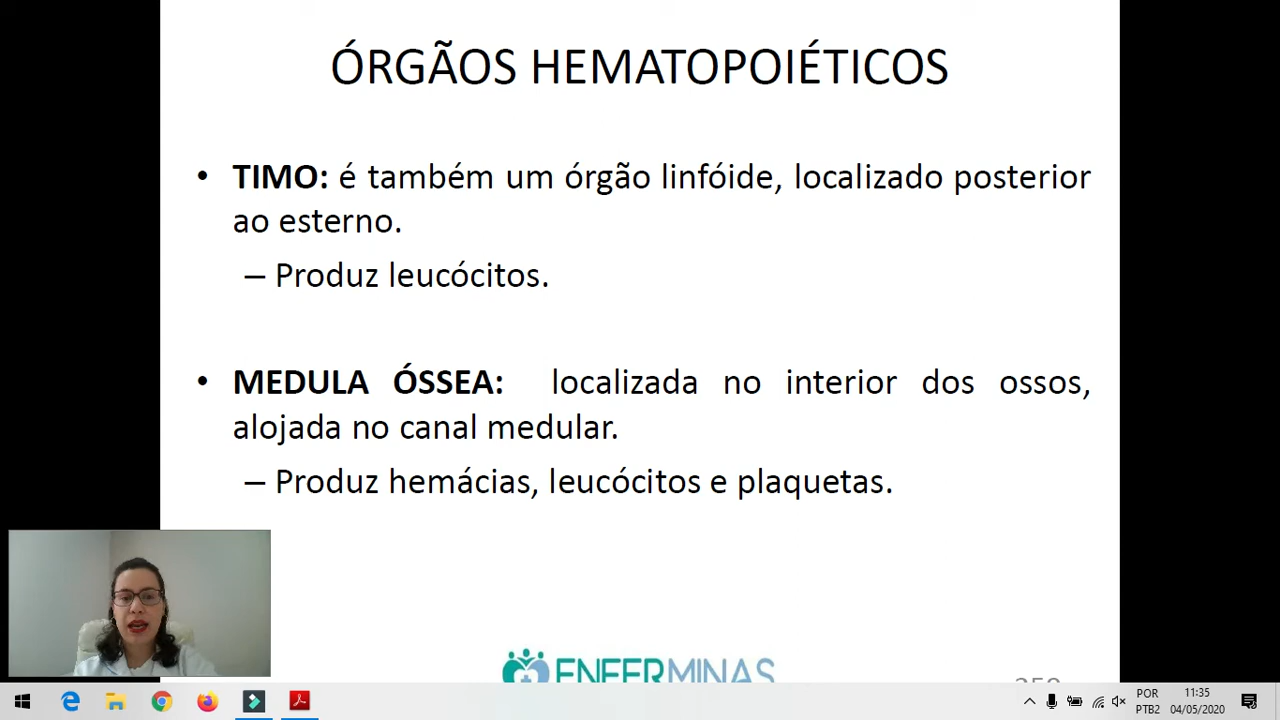 ÓRGÃOS HEMATOPOIÉTICOS
• TIMO: é também um órgão linfóide, localizado posterior
ao esterno.
– Produz leucócitos.
• MEDULA ÓSSEA: localizada no interior dos ossos,
alojada no canal medular.
– Produz hemácias, leucócitos e plaquetas.
ENFERMINAS
POR
PTB2
11:35
04/05/2020